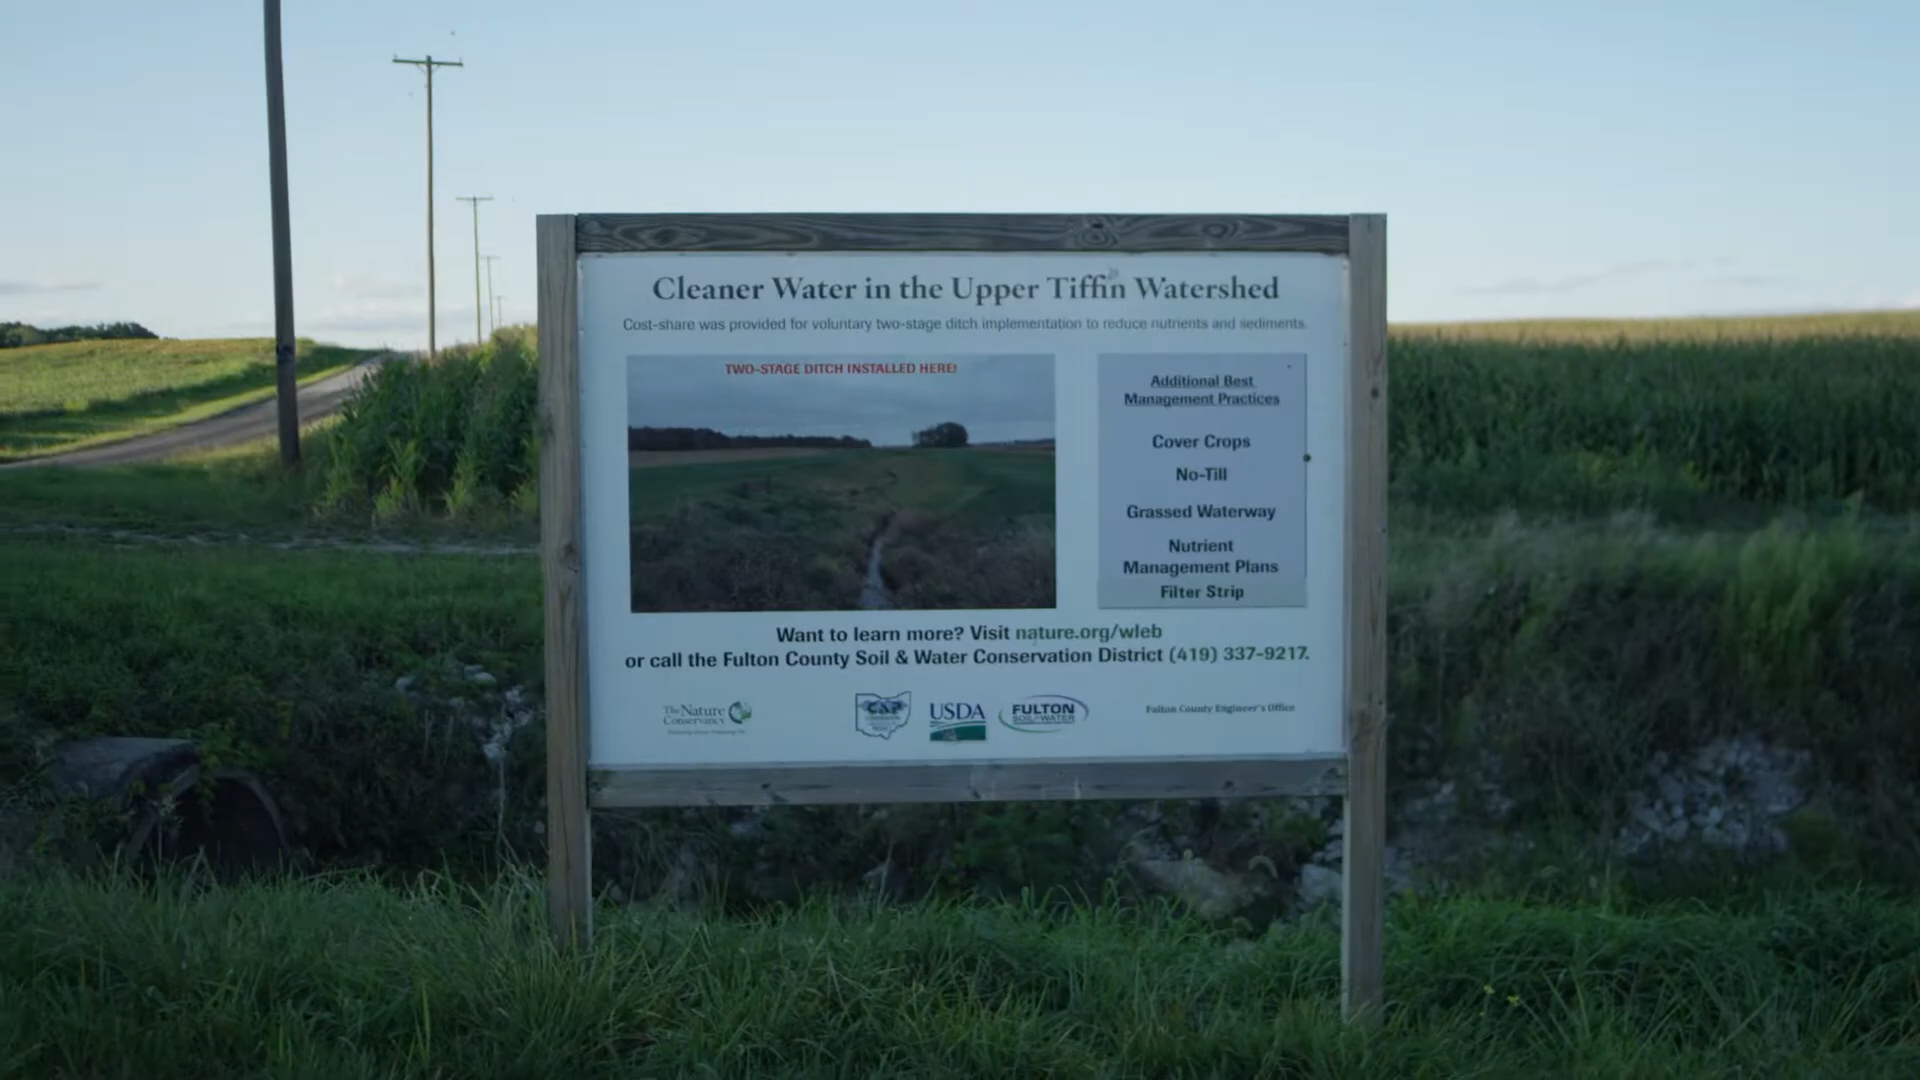 Cleaner Water in the Upper Tiffin Watershed
Cost-share was provided for voluntary two-stage ditch implementation to reduce nutrients and sediments.
TWO-STAGE DITCH INSTALLED HERE!
Additional Best
Management Practices
Cover Crops
No-Till
Grassed Waterway
Nutrient
Management Plans
Filter Strip
Want to learn more? Visit nature.org/wleb
or call the Fulton County Soil & Water Conservation District (419) 337-9217.
The Nature
Conservancy
USDA
FULTON
SOIL WATER
Fulton County Engineer's Office